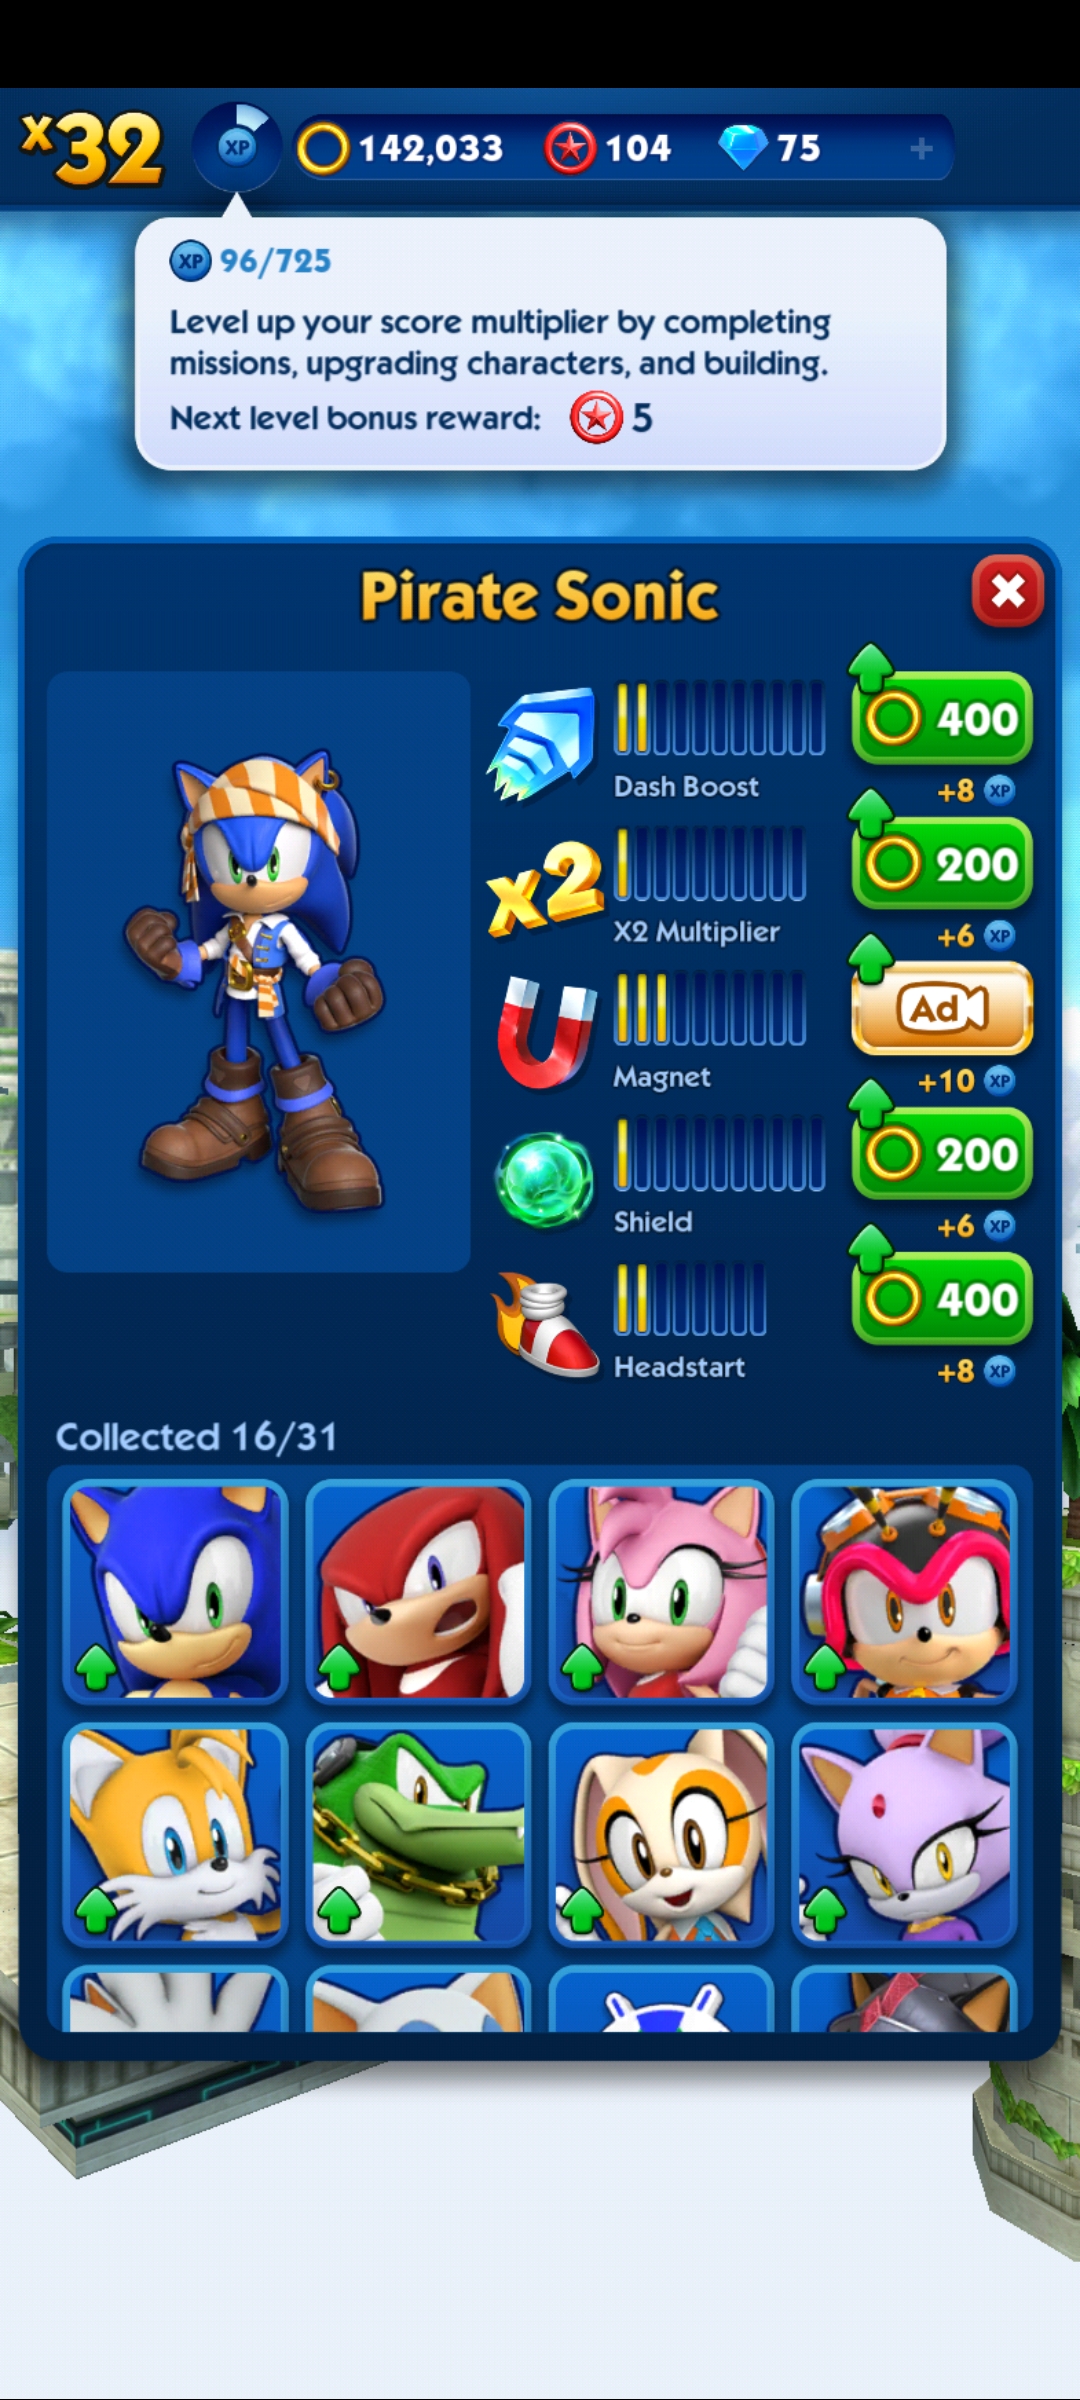 x32
XP
142,033
104
75
+
XP 96/725
Level up your score multiplier by completing
missions, upgrading characters, and building.
Next level bonus reward: 5
Pirate Sonic
400
Dash Boost
+8 XP
x2
200
X2 Multiplier
+6 XP
Ad
Magnet
+10 XP
200
Shield
+6 XP
400
Headstart
+8 XP
Collected 16/31